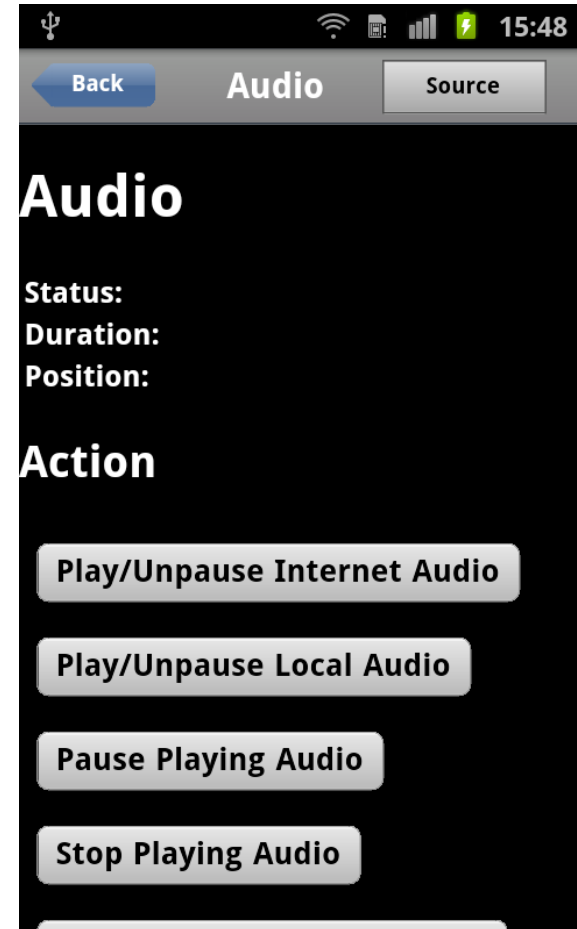 15:48
Back Audio Source
Audio
Status:
Duration:
Position:
Action
Play/Unpause Internet Audio
Play/Unpause Local Audio
Pause Playing Audio
Stop Playing Audio